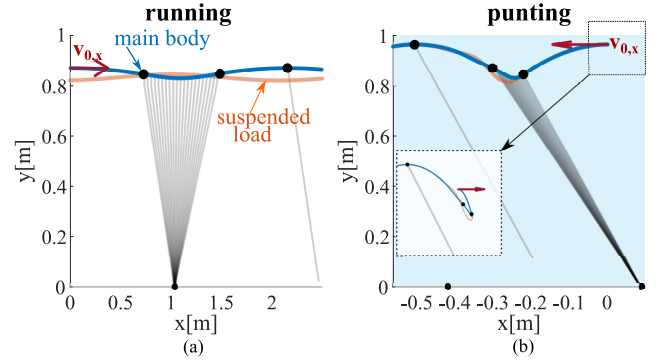 running
v0,x
main body
suspended
load
y[m]
1
0.8
0.6
0.4
0.2
0
0 0.5 1 1.5 2
x[m]
(a)
punting
v0,x
y[m]
1
0.8
0.6
0.4
0.2
0
-0.5 -0.4 -0.3 -0.2 -0.1 0
x[m]
(b)